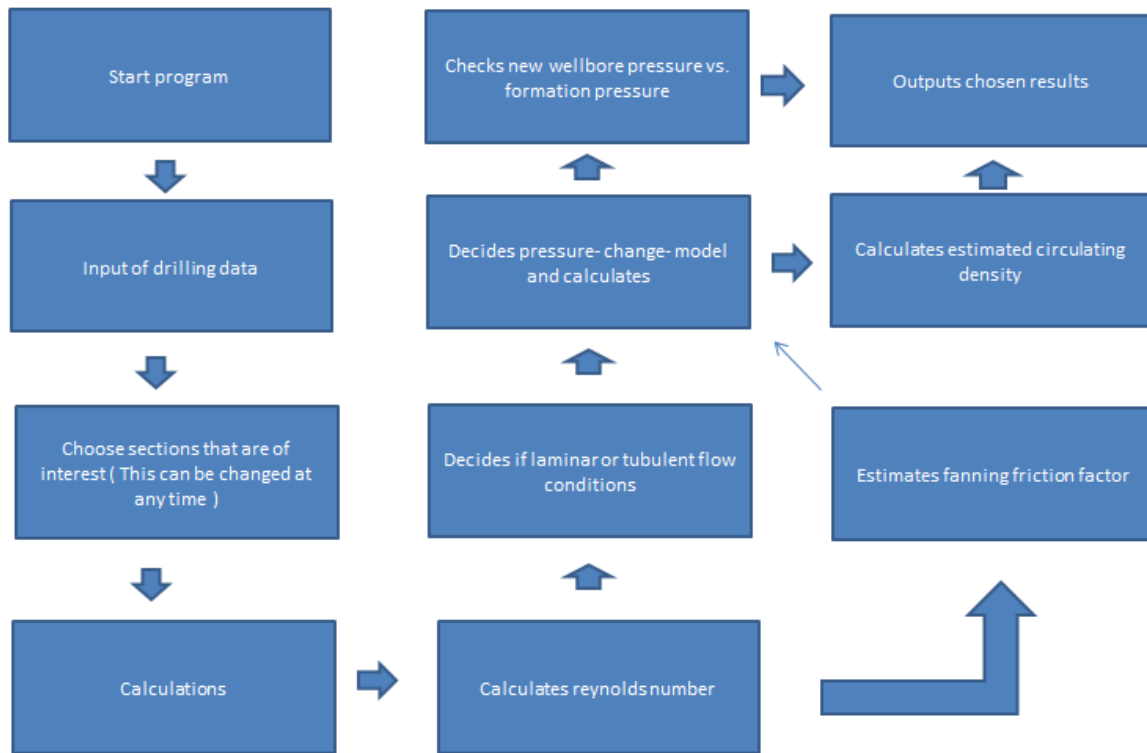 Start program
Input of drilling data
Choose sections that are of
interest ( This can be changed at
any time )
Calculations
Checks new wellbore pressure vs.
formation pressure
Decides pressure- change- model
and calculates
Decides if laminar or tubulent flow
conditions
Calculates reynolds number
Outputs chosen results
Calculates estimated circulating
density
Estimates fanning friction factor